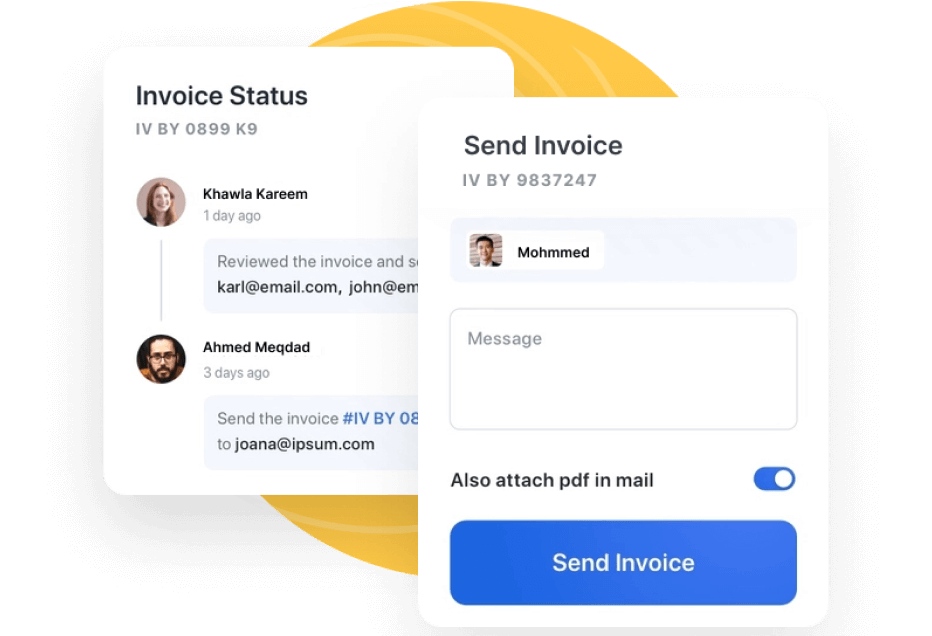 Invoice Status
IV BY 0899 K9
Khawla Kareem
1 day ago
Reviewed the invoice and
karl@email.com, john@em
Ahmed Meqdad
3 days ago
Send the invoice #IV BY 08
to joana@ipsum.com
Send Invoice
IV BY 9837247
Mohmmed
Message
Also attach pdf in mail
Send Invoice